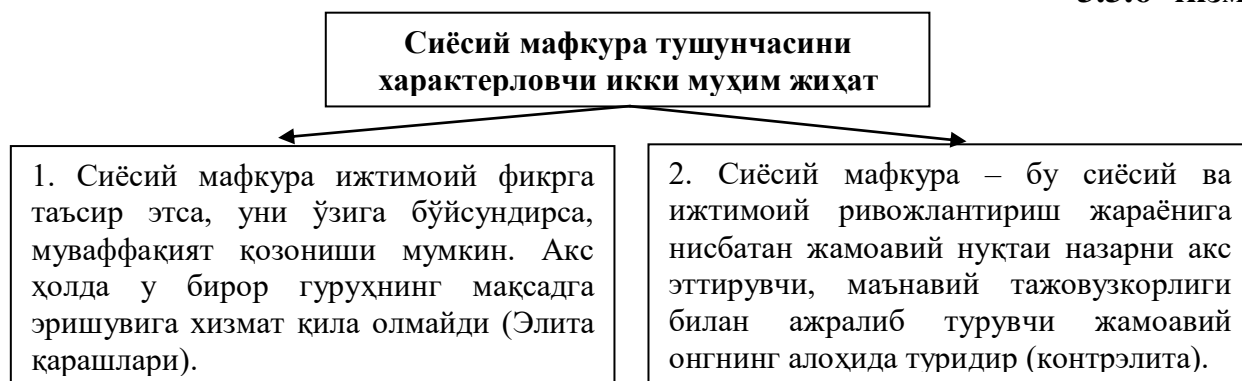 Сиёсий мафкура тушунчасини
характерловчи икки муҳим жиҳат
1. Сиёсий мафкура ижтимоий фикрга
таъсир этса, уни ўзига бўйсундирса,
муваффақият қозониши мумкин. Акс
ҳолда у бирор гуруҳнинг мақсадга
эришувига хизмат қила олмайди (Элита
қарашлари).
2. Сиёсий мафкура – бу сиёсий ва
ижтимоий ривожлантириш жараёнига
нисбатан жамоавий нуқтаи назарни акс
эттирувчи, маънавий тажовузкорлиги
билан ажралиб турувчи жамоавий
онгнинг алоҳида туридир (контрэлита).